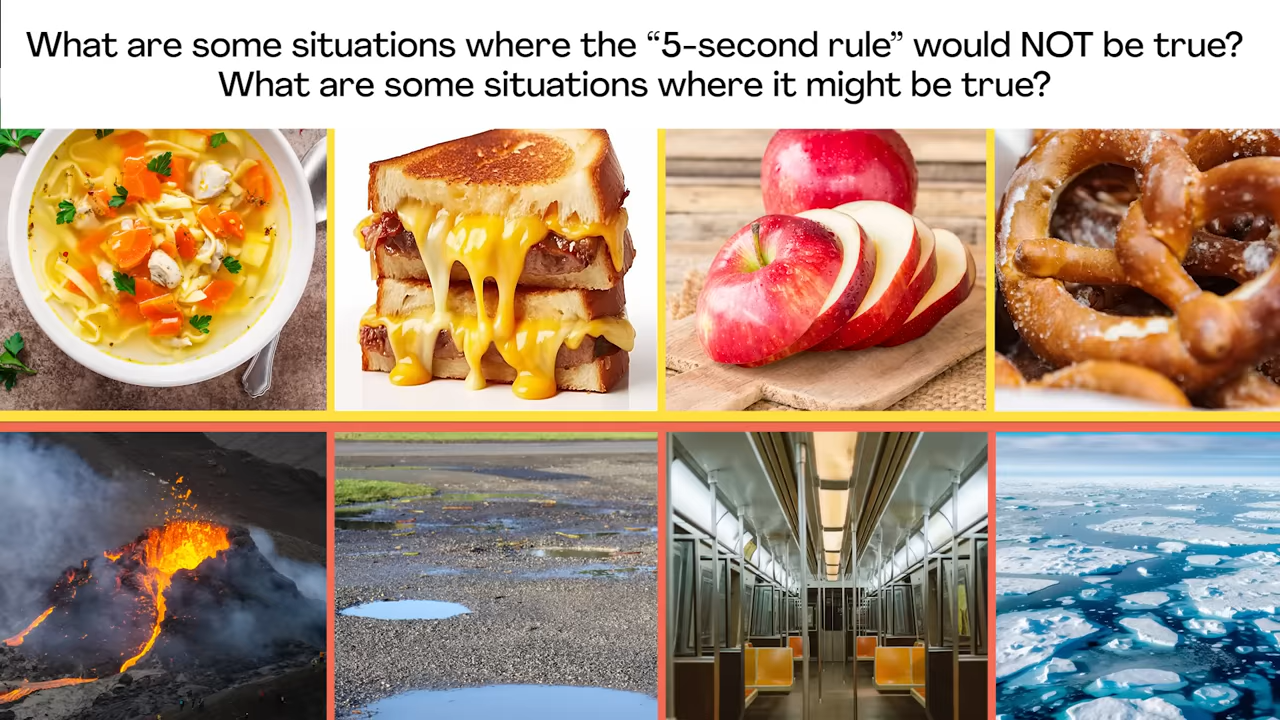 What are some situations where the “5-second rule” would NOT be true?
What are some situations where it might be true?